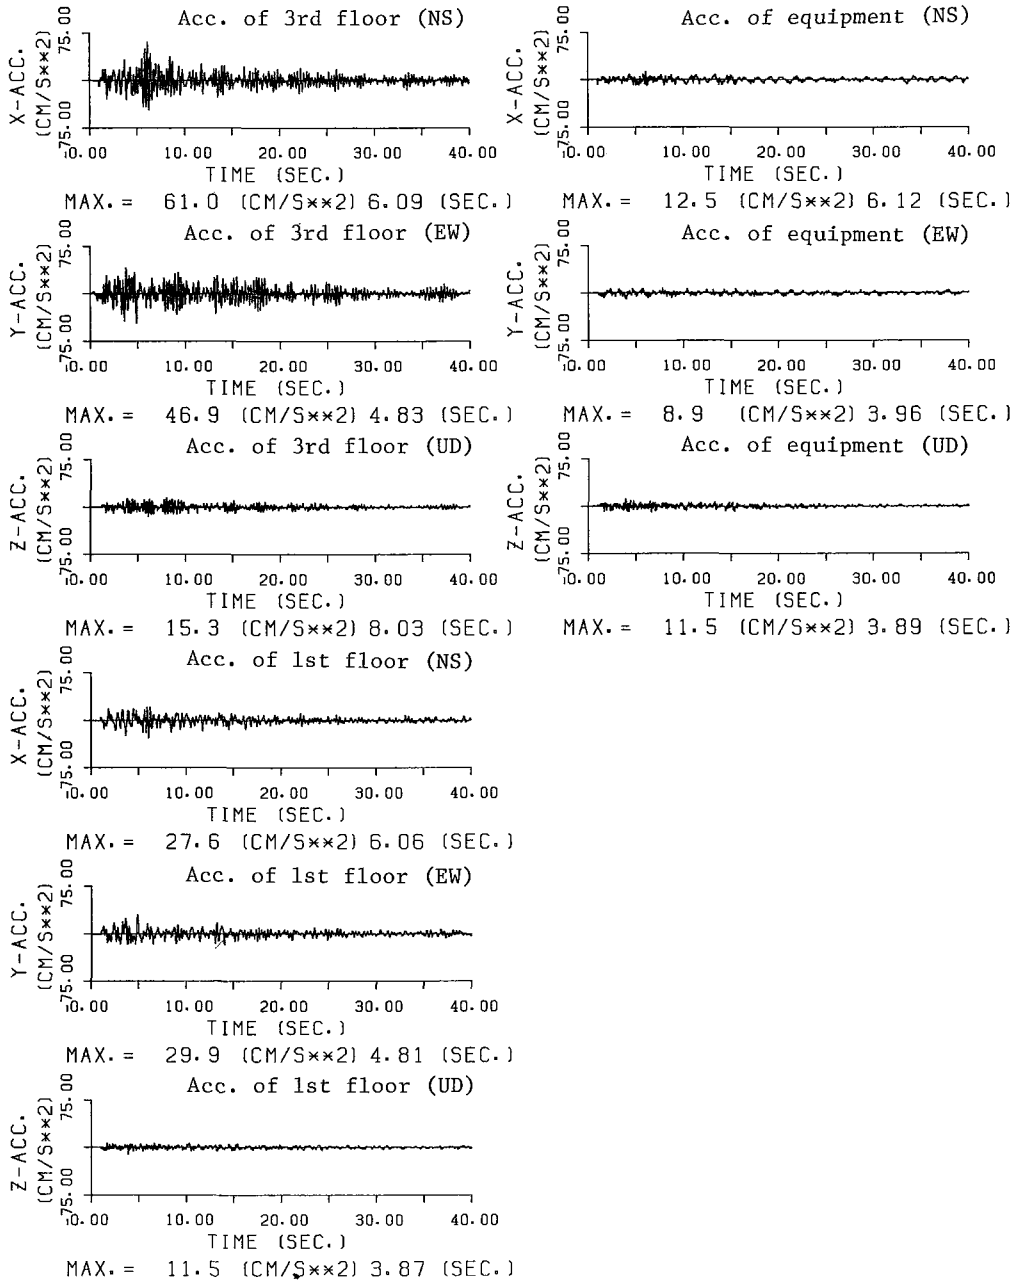 Acc. of 3rd floor (NS)
X-ACC.
(CM/S**2)
75.00
75.00
0.00 10.00 20.00 30.00 40.00
TIME (SEC.)
MAX. = 61.0 (CM/S**2) 6.09 (SEC.)
Acc. of 3rd floor (EW)
Y-ACC.
(CM/S**2)
75.00
75.00
0.00 10.00 20.00 30.00 40.00
TIME (SEC.)
MAX. = 46.9 (CM/S**2) 4.83 (SEC.)
Acc. of 3rd floor (UD)
Z-ACC.
(CM/S**2)
75.00
75.00
0.00 10.00 20.00 30.00 40.00
TIME (SEC.)
MAX. = 15.3 (CM/S**2) 8.03 (SEC.)
Acc. of 1st floor (NS)
X-ACC.
(CM/S**2)
75.00
75.00
0.00 10.00 20.00 30.00 40.00
TIME (SEC.)
MAX. = 27.6 (CM/S**2) 6.06 (SEC.)
Acc. of 1st floor (EW)
Y-ACC.
(CM/S**2)
75.00
75.00
0.00 10.00 20.00 30.00 40.00
TIME (SEC.)
MAX. = 29.9 (CM/S**2) 4.81 (SEC.)
Acc. of 1st floor (UD)
Z-ACC.
(CM/S**2)
75.00
75.00
0.00 10.00 20.00 30.00 40.00
TIME (SEC.)
MAX. = 11.5 (CM/S**2) 3.87 (SEC.)
Acc. of equipment (NS)
X-ACC.
(CM/S**2)
75.00
75.00
0.00 10.00 20.00 30.00 40.00
TIME (SEC.)
MAX. = 12.5 (CM/S**2) 6.12 (SEC.)
Acc. of equipment (EW)
Y-ACC.
(CM/S**2)
75.00
75.00
0.00 10.00 20.00 30.00 40.00
TIME (SEC.)
MAX. = 8.9 (CM/S**2) 3.96 (SEC.)
Acc. of equipment (UD)
Z-ACC.
(CM/S**2)
75.00
75.00
0.00 10.00 20.00 30.00 40.00
TIME (SEC.)
MAX. = 11.5 (CM/S**2) 3.89 (SEC.)